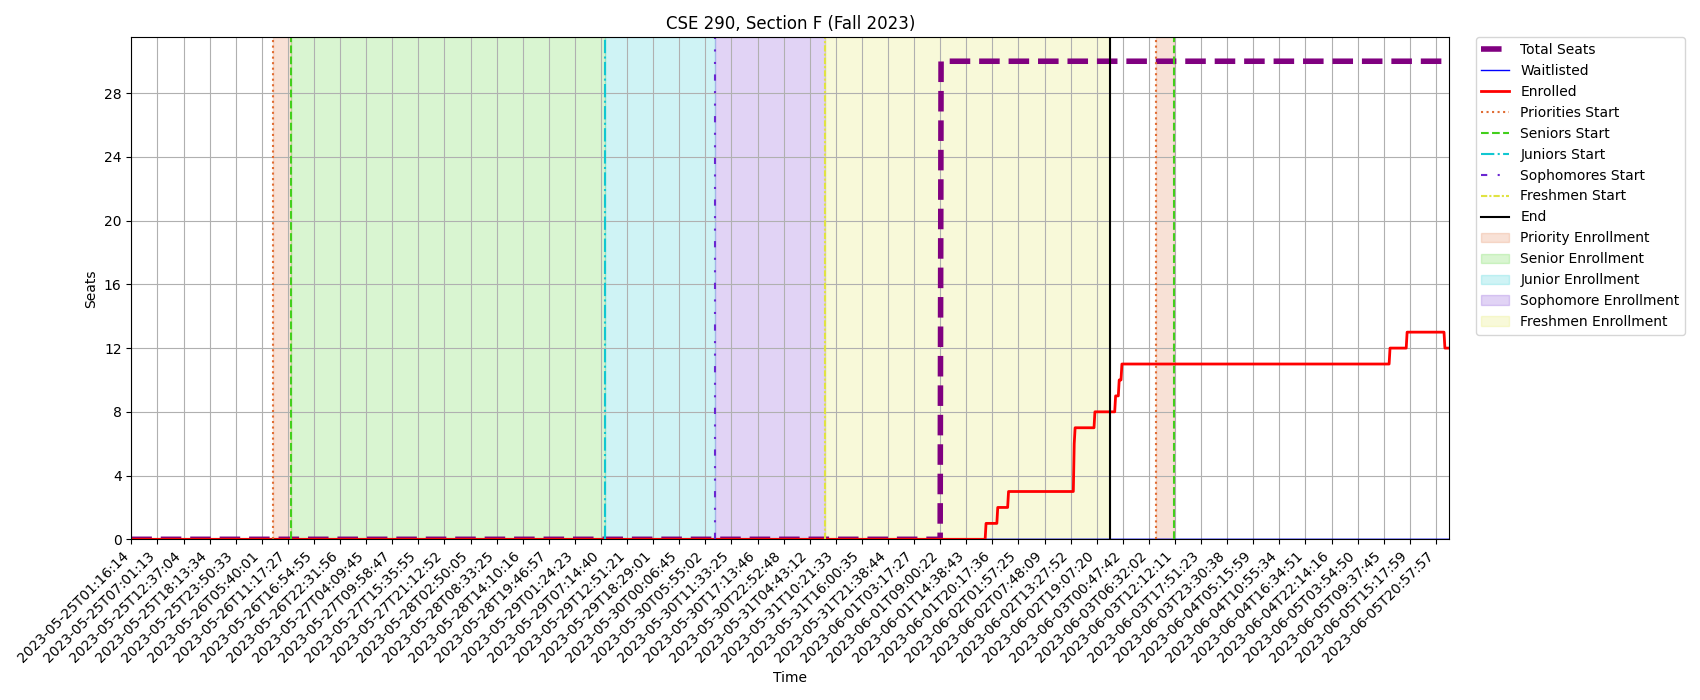 CSE 290, Section F (Fall 2023)
Seats
28
24
20
16
12
8
4
0
2023-05-25T01:16:14
2023-05-25T07:01:13
2023-05-25T12:37:04
2023-05-25T18:13:34
2023-05-25T23:50:33
2023-05-26T05:40:01
2023-05-26T11:17:27
2023-05-26T16:54:55
2023-05-26T22:31:56
2023-05-27T04:09:45
2023-05-27T09:58:47
2023-05-27T15:35:55
2023-05-27T21:12:52
2023-05-28T02:50:05
2023-05-28T08:33:25
2023-05-28T14:10:16
2023-05-28T19:46:57
2023-05-29T01:24:23
2023-05-29T07:14:40
2023-05-29T12:51:21
2023-05-29T18:29:01
2023-05-30T00:06:45
2023-05-30T05:55:02
2023-05-30T11:33:25
2023-05-30T17:13:46
2023-05-30T22:52:48
2023-05-31T04:43:12
2023-05-31T10:21:33
2023-05-31T16:00:35
2023-05-31T21:38:44
2023-06-01T03:17:27
2023-06-01T09:00:22
2023-06-01T14:38:43
2023-06-01T20:17:36
2023-06-02T01:57:25
2023-06-02T07:48:09
2023-06-02T13:27:52
2023-06-02T19:07:20
2023-06-03T00:47:42
2023-06-03T06:32:02
2023-06-03T12:12:11
2023-06-03T17:51:23
2023-06-03T23:30:38
2023-06-04T05:15:59
2023-06-04T10:55:34
2023-06-04T16:34:51
2023-06-04T22:14:16
2023-06-05T03:54:50
2023-06-05T09:37:45
2023-06-05T15:17:59
2023-06-05T20:57:57
Time
Total Seats
Waitlisted
Enrolled
Priorities Start
Seniors Start
Juniors Start
Sophomores Start
Freshmen Start
End
Priority Enrollment
Senior Enrollment
Junior Enrollment
Sophomore Enrollment
Freshmen Enrollment